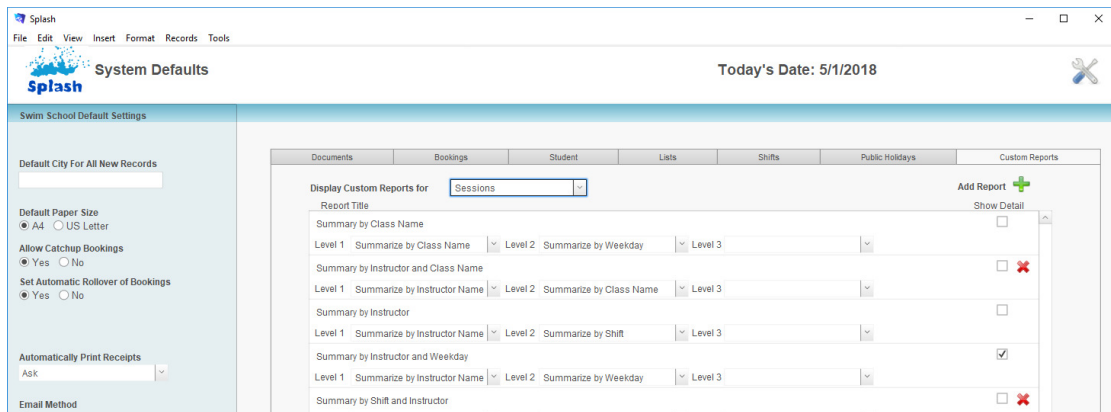 Splash
File Edit View Insert Format Records Tools
Splash
System Defaults
Today's Date: 5/1/2018
Swim School Default Settings
Default City For All New Records
Default Paper Size
A4 US Letter
Allow Catchup Bookings
Yes No
Set Automatic Rollover of Bookings
Yes No
Automatically Print Receipts
Ask
Email Method
Documents Bookings Student Lists Shifts Public Holidays Custom Reports
Display Custom Reports for Sessions Add Report
Report Title Show Detail
Summary by Class Name
Level 1 Summarize by Class Name Level 2 Summarize by Weekday Level 3
Summary by Instructor and Class Name
Level 1 Summarize by Instructor Name Level 2 Summarize by Class Name Level 3
Summary by Instructor
Level 1 Summarize by Instructor Name Level 2 Summarize by Shift Level 3
Summary by Instructor and Weekday
Level 1 Summarize by Instructor Name Level 2 Summarize by Weekday Level 3
Summary by Shift and Instructor